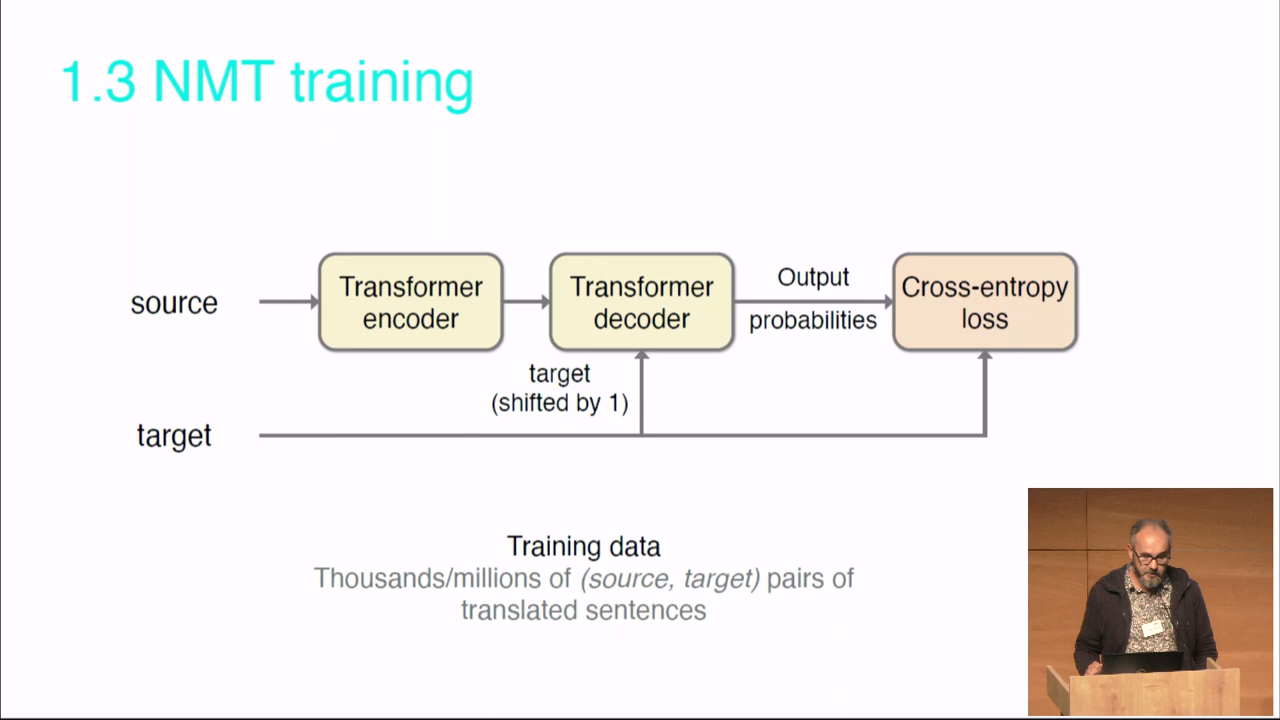 1.3 NMT training
source
Transformer
encoder
Transformer
decoder
Output
probabilities
Cross-entropy
loss
target
(shifted by 1)
target
Training data
Thousands/millions of (source, target) pairs of
translated sentences